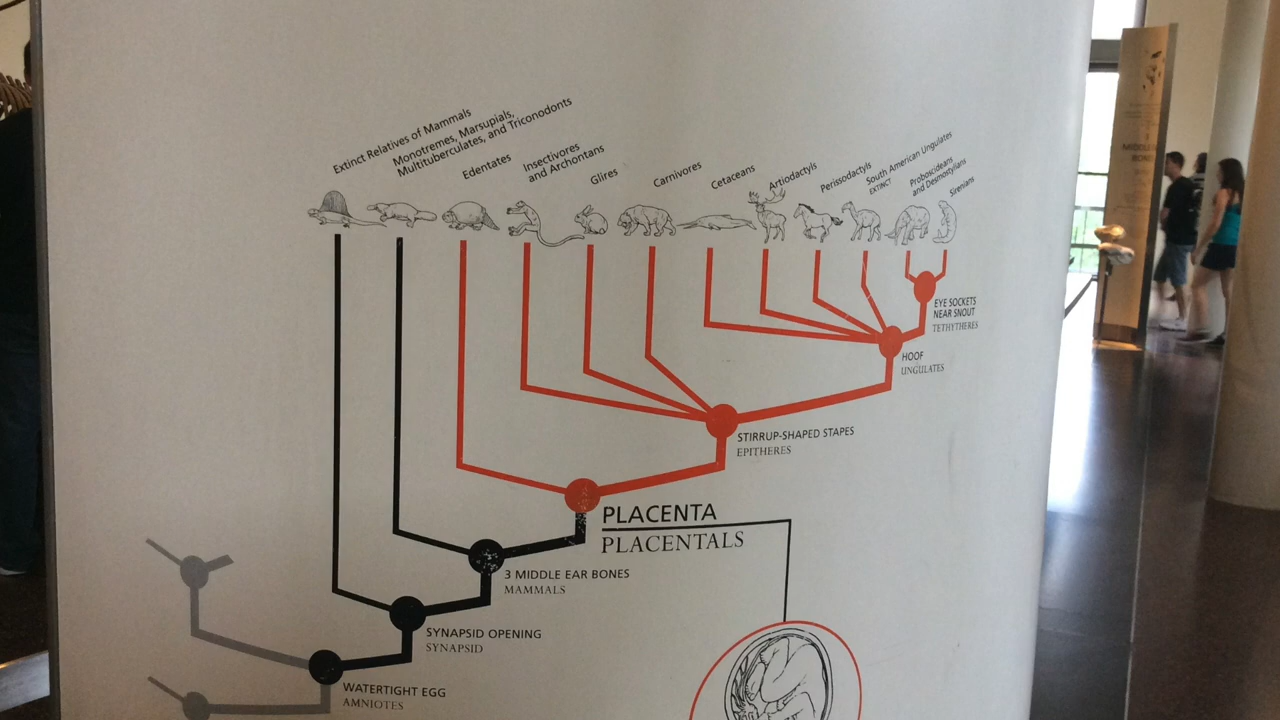 Extinct Relatives of Mammals
Monotremes, Marsupials,
Multituberculates, and Triconodonts
Edentates
Insectivores
and Archontans
Glires
Carnivores
Cetaceans
Artiodactyls
Perissodactyls
South American Ungulates
EXTINCT
Proboscideans
and Desmostylians
Sirenians
EYE SOCKETS
NEAR SNOUT
TETHYTHERES
HOOF
UNGULATES
STIRRUP-SHAPED STAPES
EPITHERES
PLACENTA
PLACENTALS
3 MIDDLE EAR BONES
MAMMALS
SYNAPSID OPENING
SYNAPSID
WATERTIGHT EGG
AMNIOTES
MIDDLE